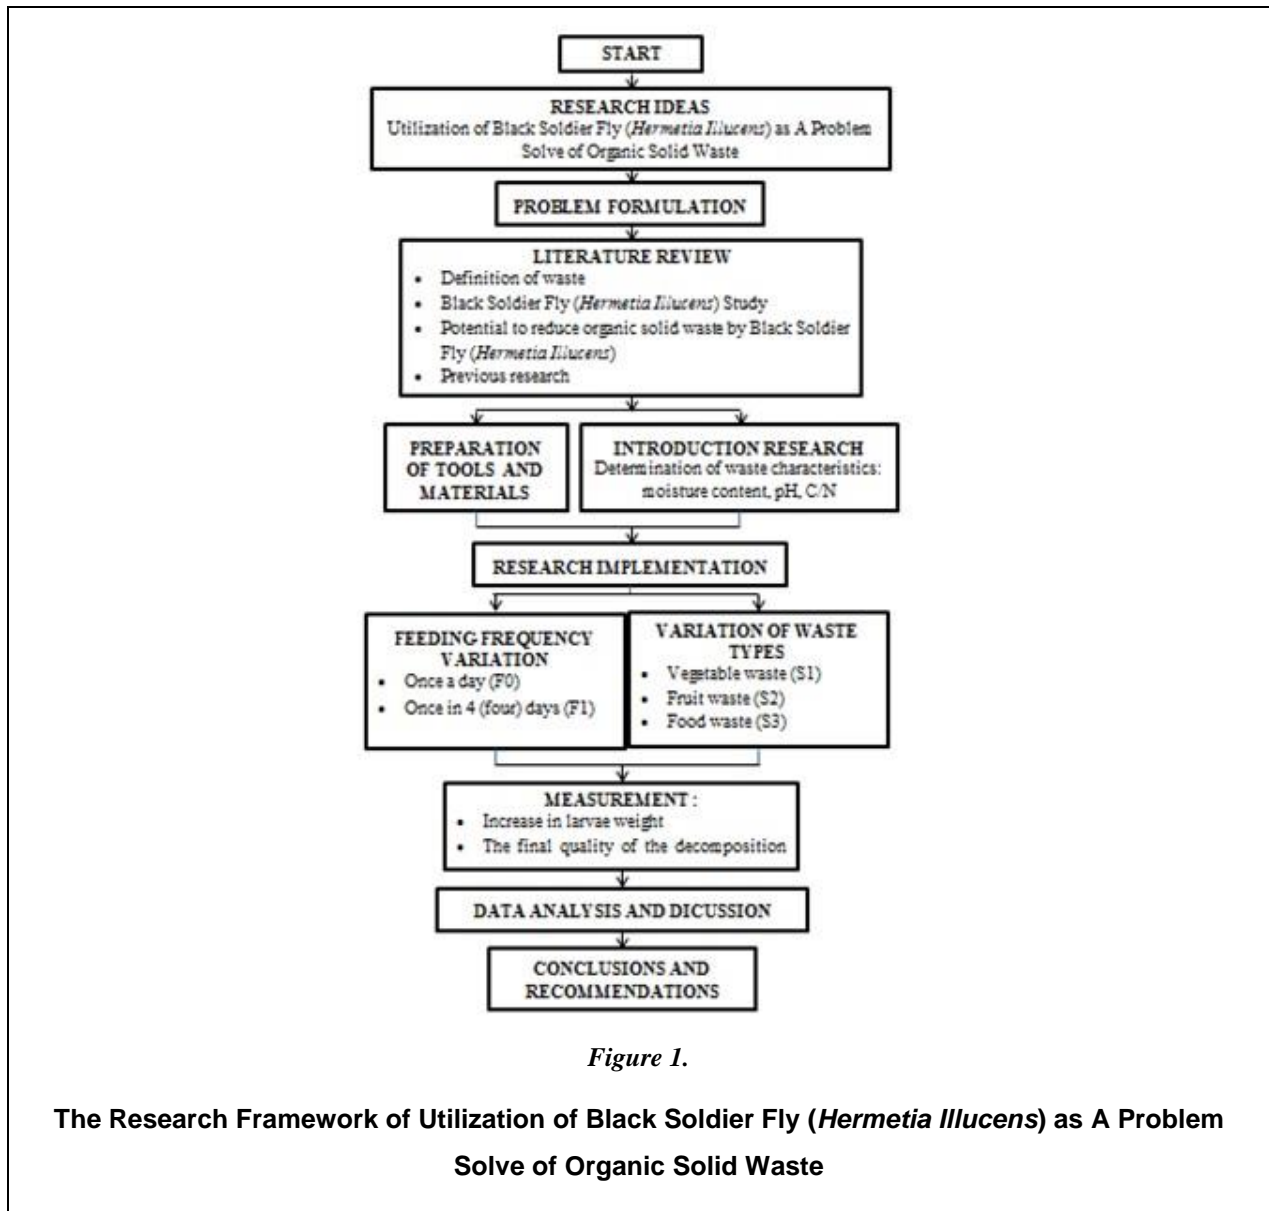 START
RESEARCH IDEAS
Utilization of Black Soldier Fly (Hermetia Illucens) as A Problem
Solve of Organic Solid Waste
PROBLEM FORMULATION
LITERATURE REVIEW
• Definition of waste
• Black Soldier Fly (Hermetia Illucens) Study
• Potential to reduce organic solid waste by Black Soldier
Fly (Hermetia Illucens)
• Previous research
PREPARATION
OF TOOLS AND
MATERIALS
INTRODUCTION RESEARCH
Determination of waste characteristics:
moisture content, pH, C/N
RESEARCH IMPLEMENTATION
FEEDING FREQUENCY
VARIATION
• Once a day (F0)
• Once in 4 (four) days (F1)
VARIATION OF WASTE
TYPES
• Vegetable waste (S1)
• Fruit waste (S2)
• Food waste (S3)
MEASUREMENT :
• Increase in larvae weight
• The final quality of the decomposition
DATA ANALYSIS AND DICUSSION
CONCLUSIONS AND
RECOMMENDATIONS
Figure 1.
The Research Framework of Utilization of Black Soldier Fly (Hermetia Illucens) as A Problem
Solve of Organic Solid Waste